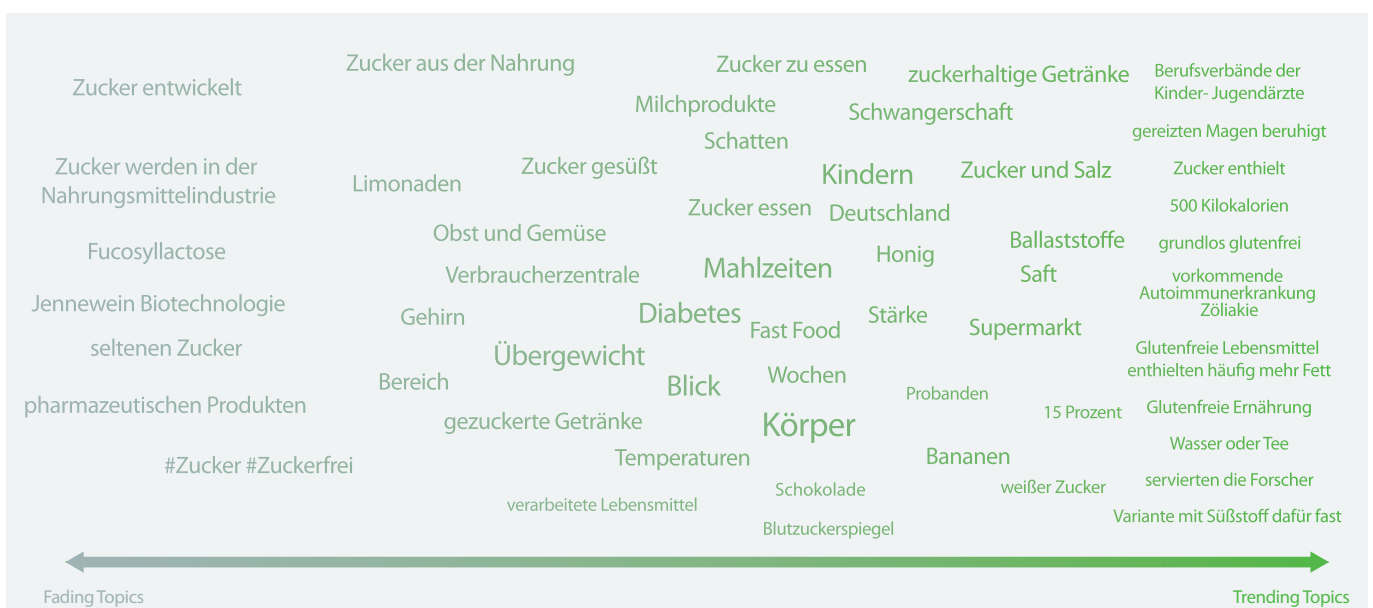 Zucker aus der Nahrung
Zucker zu essen
zuckerhaltige Getränke
Berufsverbände der
Kinder- Jugendärzte
Zucker entwickelt
Milchprodukte
Schwangerschaft
gereizten Magen beruhigt
Schatten
Zucker werden in der
Nahrungsmittelindustrie
Zucker gesüßt
Limonaden
Kindern
Zucker und Salz
Zucker enthielt
Zucker essen
Deutschland
500 Kilokalorien
Obst und Gemüse
Ballaststoffe
grundlos glutenfrei
Fucosyllactose
Honig
Verbraucherzentrale
Mahlzeiten
Saft
vorkommende
Autoimmunerkrankung
Zöliakie
Jennewein Biotechnologie
Gehirn
Diabetes
Fast Food
Stärke
Supermarkt
seltenen Zucker
Übergewicht
Glutenfreie Lebensmittel
enthielten häufig mehr Fett
Bereich
Blick
Wochen
Probanden
pharmazeutischen Produkten
gezuckerte Getränke
Körper
15 Prozent
Glutenfreie Ernährung
Wasser oder Tee
#Zucker #Zuckerfrei
Temperaturen
Bananen
servierten die Forscher
verarbeitete Lebensmittel
Schokolade
weißer Zucker
Blutzuckerspiegel
Variante mit Süßstoff dafür fast
Fading Topics
Trending Topics